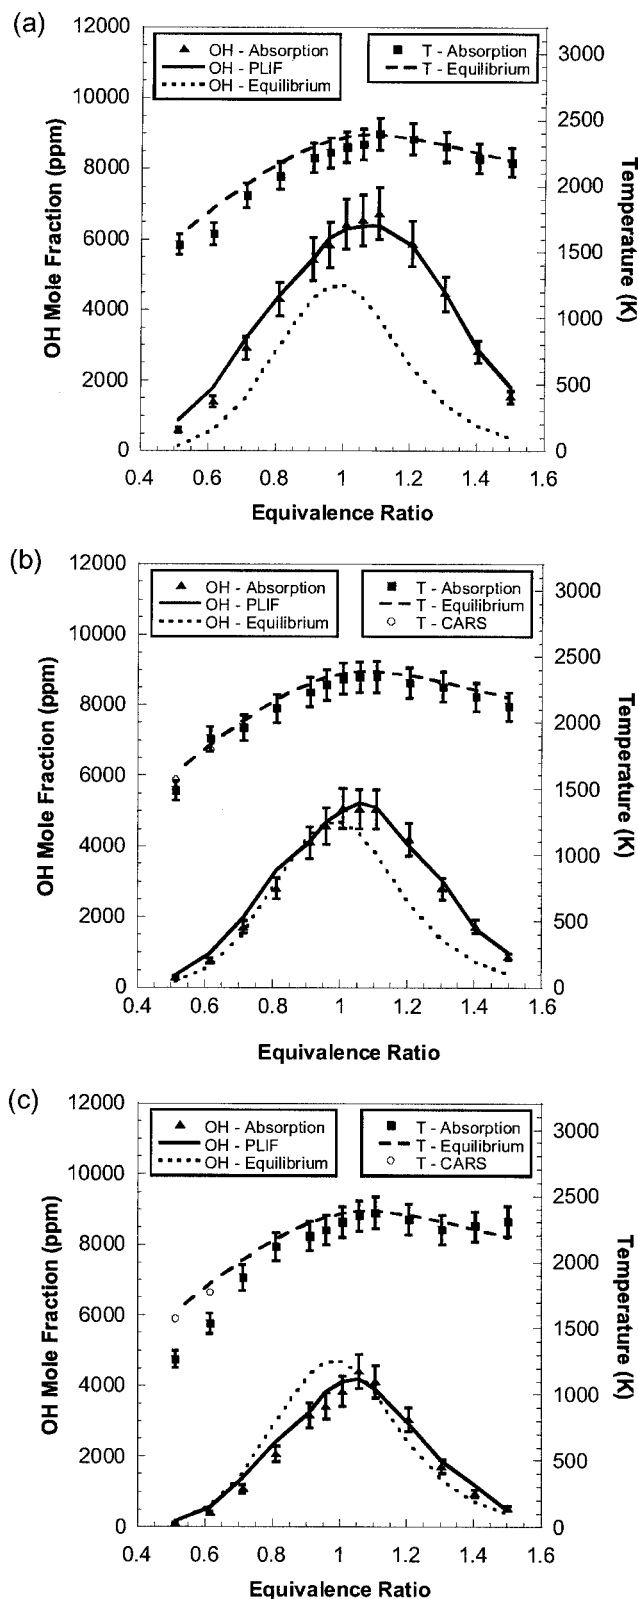 (a)
12000
10000
8000
6000
4000
2000
0
OH Mole Fraction (ppm)
OH - Absorption
OH - PLIF
OH - Equilibrium
T - Absorption
T - Equilibrium
3000
2500
2000
1500
1000
500
0
Temperature (K)
0.4 0.6 0.8 1 1.2 1.4 1.6
Equivalence Ratio
(b)
12000
10000
8000
6000
4000
2000
0
OH Mole Fraction (ppm)
OH - Absorption
OH - PLIF
OH - Equilibrium
T - Absorption
T - Equilibrium
T - CARS
3000
2500
2000
1500
1000
500
0
Temperature (K)
0.4 0.6 0.8 1 1.2 1.4 1.6
Equivalence Ratio
(c)
12000
10000
8000
6000
4000
2000
0
OH Mole Fraction (ppm)
OH - Absorption
OH - PLIF
OH - Equilibrium
T - Absorption
T - Equilibrium
T - CARS
3000
2500
2000
1500
1000
500
0
Temperature (K)
0.4 0.6 0.8 1 1.2 1.4 1.6
Equivalence Ratio